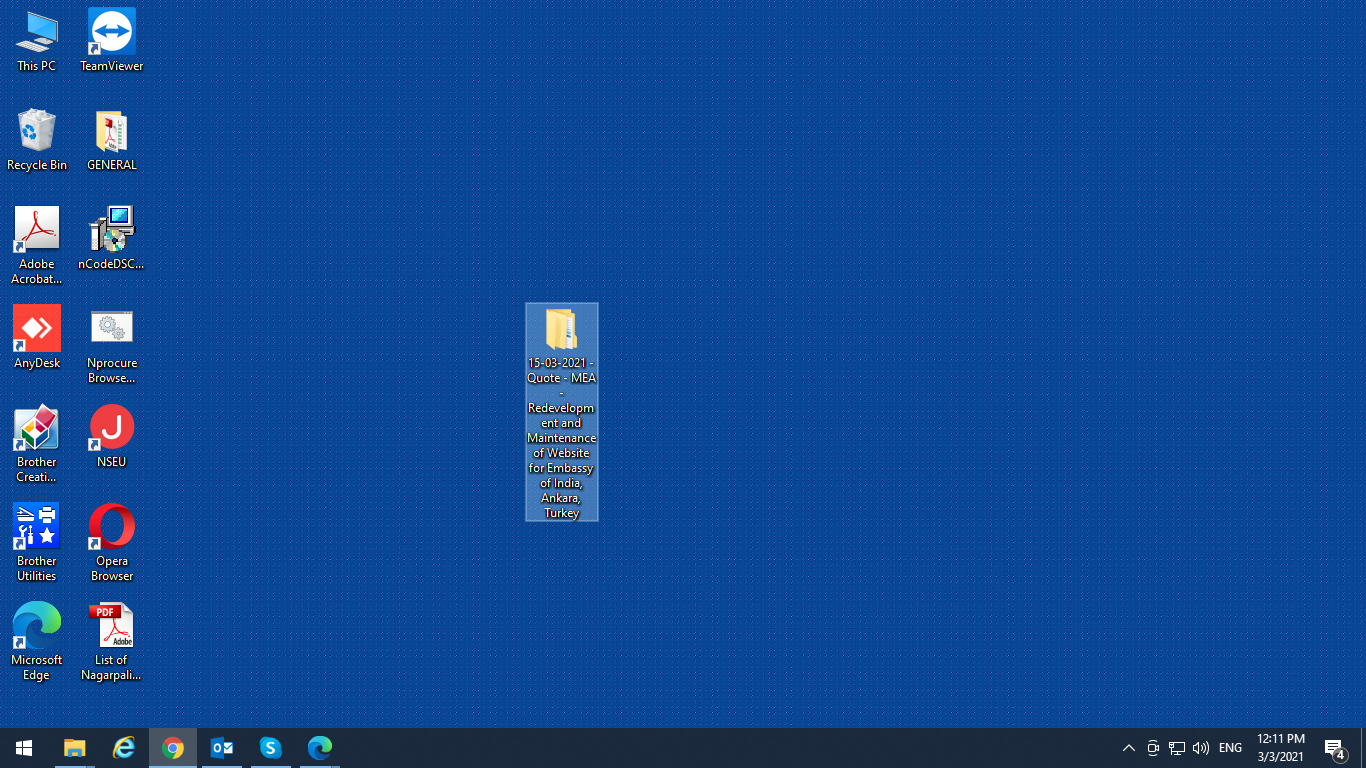 This PC
TeamViewer
Recycle Bin
GENERAL
Adobe
Acrobat...
nCodeDSC...
AnyDesk
Nprocure
Browse...
Brother
Creati...
J
NSEU
Brother
Utilities
Opera
Browser
Microsoft
Edge
PDF
Adobe
List of
Nagarpali...
15-03-2021 -
Quote - MEA
-
Redevelopm
ent and
Maintenance
of Website
for Embassy
of India,
Ankara,
Turkey
ENG
12:11 PM
3/3/2021
4